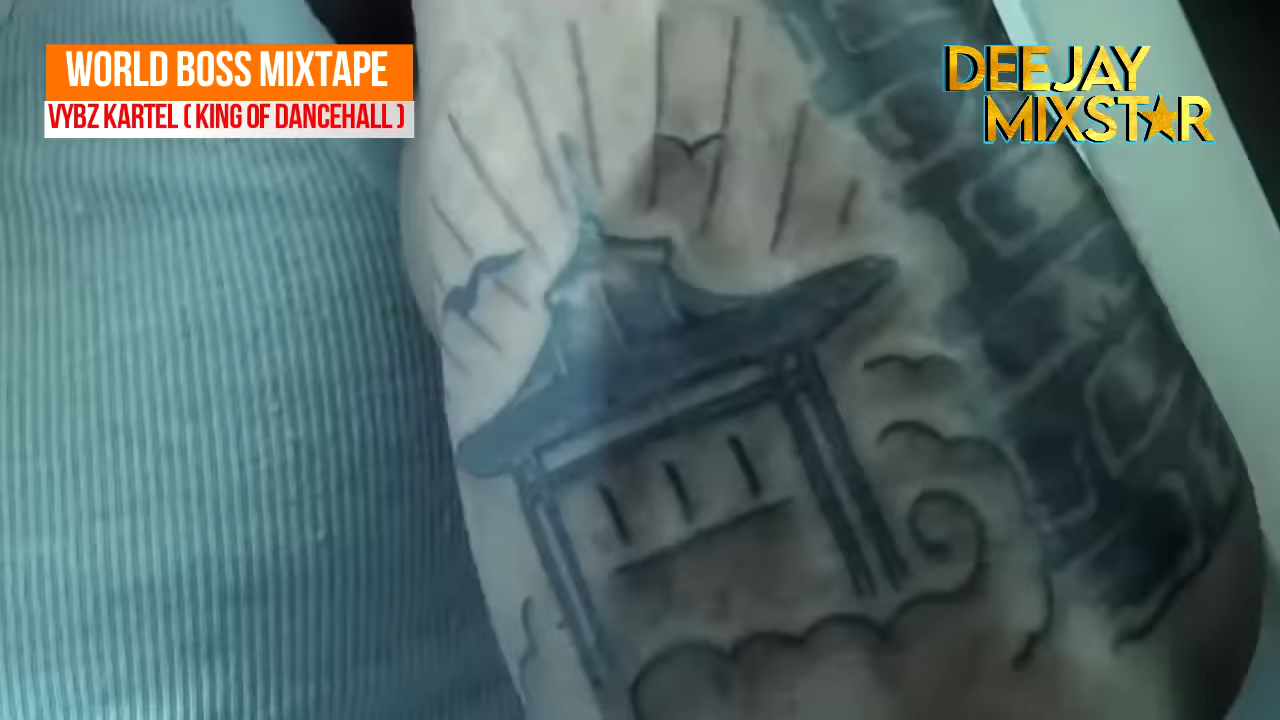 WORLD BOSS MIXTAPE
VYBZ KARTEL ( KING OF DANCEHALL )
DEEJAY
MIXSTAR